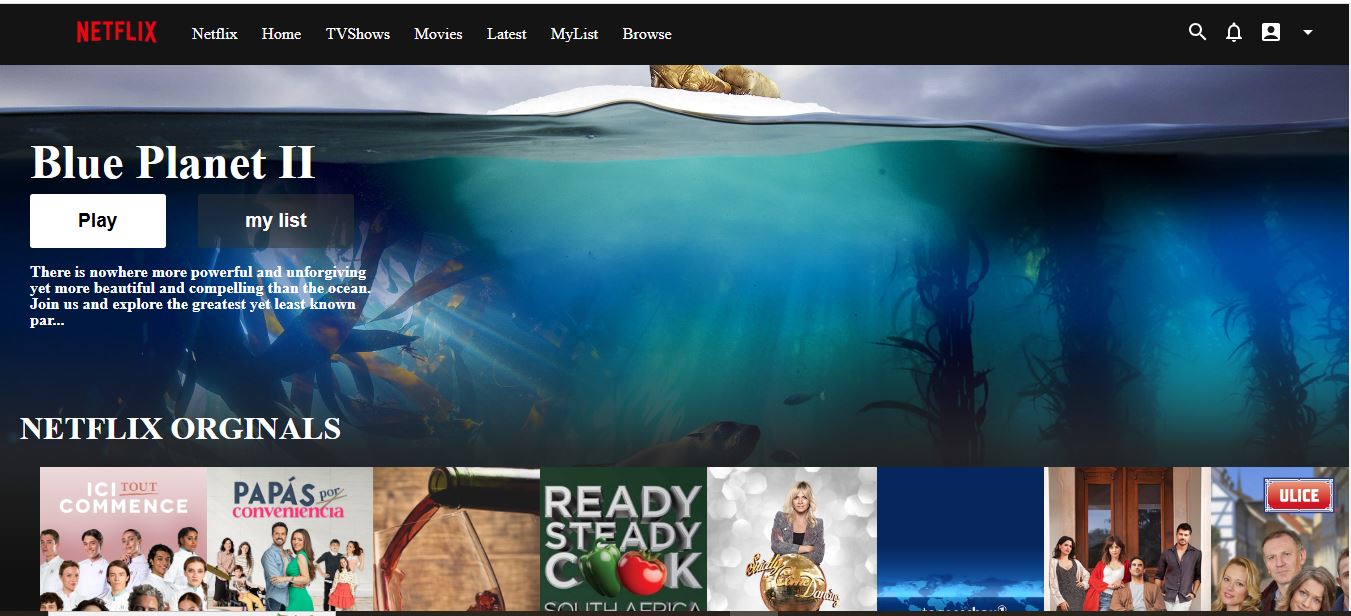 NETFLIX
Netflix Home TVShows Movies Latest MyList Browse
Blue Planet II
Play my list
There is nowhere more powerful and unforgiving
yet more beautiful and compelling than the ocean.
Join us and explore the greatest yet least known
par...
NETFLIX ORGINALS
ICI TOUT
COMMENCE
PAPÁS por
conveniencia
READY
STEADY
COOK
SOUTH AFRICA
Strictly
Come
Dancing
ULICE